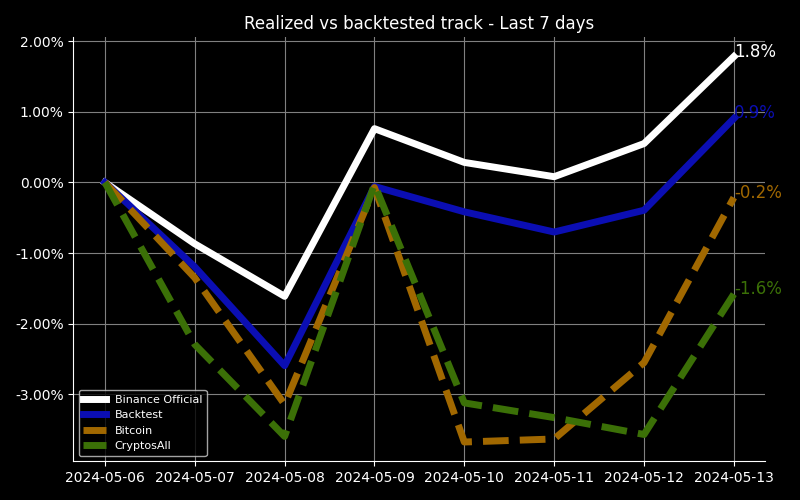 Realized vs backtested track - Last 7 days
2.00%
1.00%
0.00%
-1.00%
-2.00%
-3.00%
1.8%
0.9%
-0.2%
-1.6%
Binance Official
Backtest
Bitcoin
CryptosAll
2024-05-06 2024-05-07 2024-05-08 2024-05-09 2024-05-10 2024-05-11 2024-05-12 2024-05-13